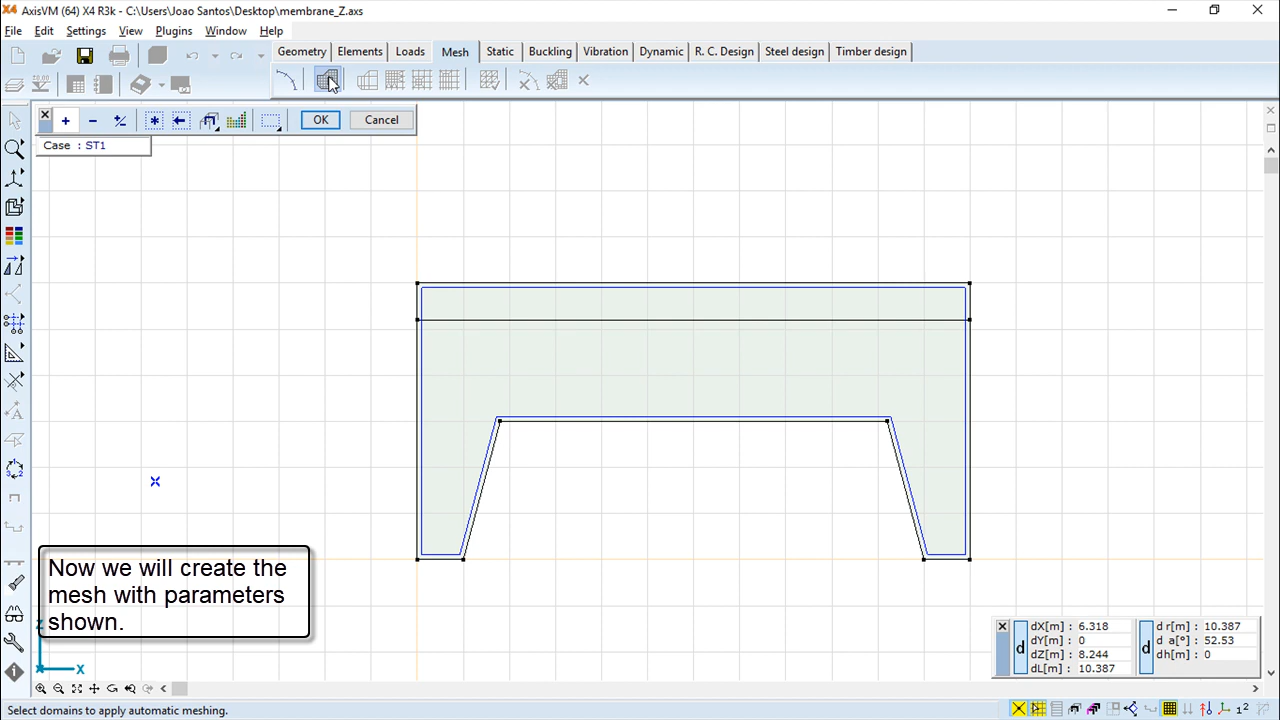 AxisVM (64) X4 R3k - C:\Users\Joao Santos\Desktop\membrane_Z.axs
File Edit Settings View Plugins Window Help
Geometry Elements Loads Mesh Static Buckling Vibration Dynamic R. C. Design Steel design Timber design
OK Cancel
Case : ST1
Now we will create the
mesh with parameters
shown.
Z
X
d
dX[m] : 6.318
dY[m] : 0
dZ[m] : 8.244
dL[m] : 10.387
d
d r[m] : 10.387
d a[°] : 52.53
dh[m] : 0
Select domains to apply automatic meshing.